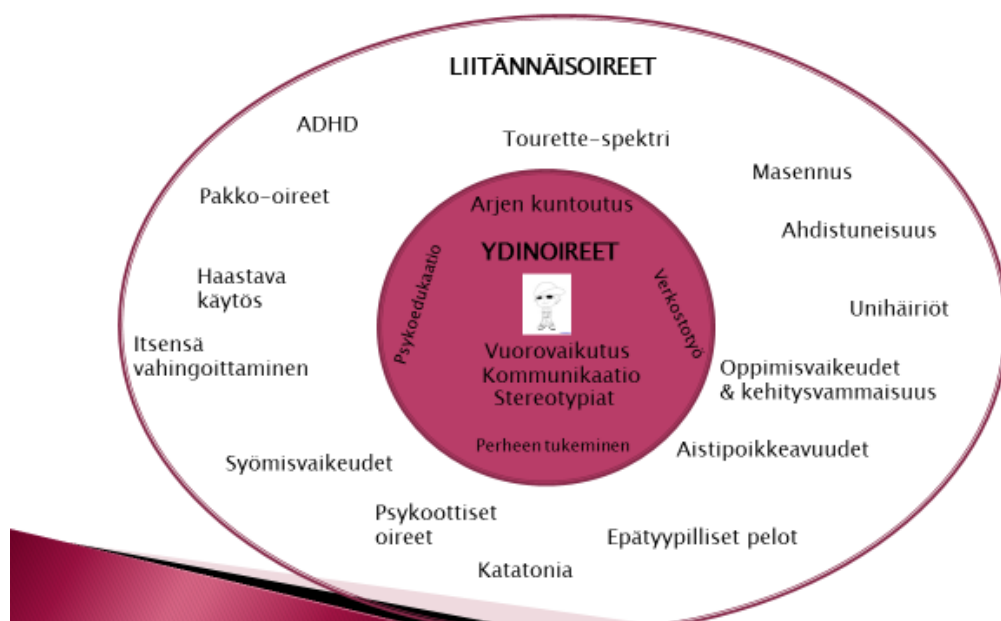 LIITÄNNÄISOIREET
ADHD
Tourette-spektri
Masennus
Pakko-oireet
Arjen kuntoutus
Ahdistuneisuus
YDINOIREET
Psykoedukaatio
Verkostotyö
Haastava
käytös
Unihäiriöt
Itsensä
vahingoittaminen
Vuorovaikutus
Kommunikaatio
Stereotypiat
Oppimisvaikeudet
& kehitysvammaisuus
Perheen tukeminen
Aistipoikkeavuudet
Syömisvaikeudet
Psykoottiset
oireet
Epätyypilliset pelot
Katatonia